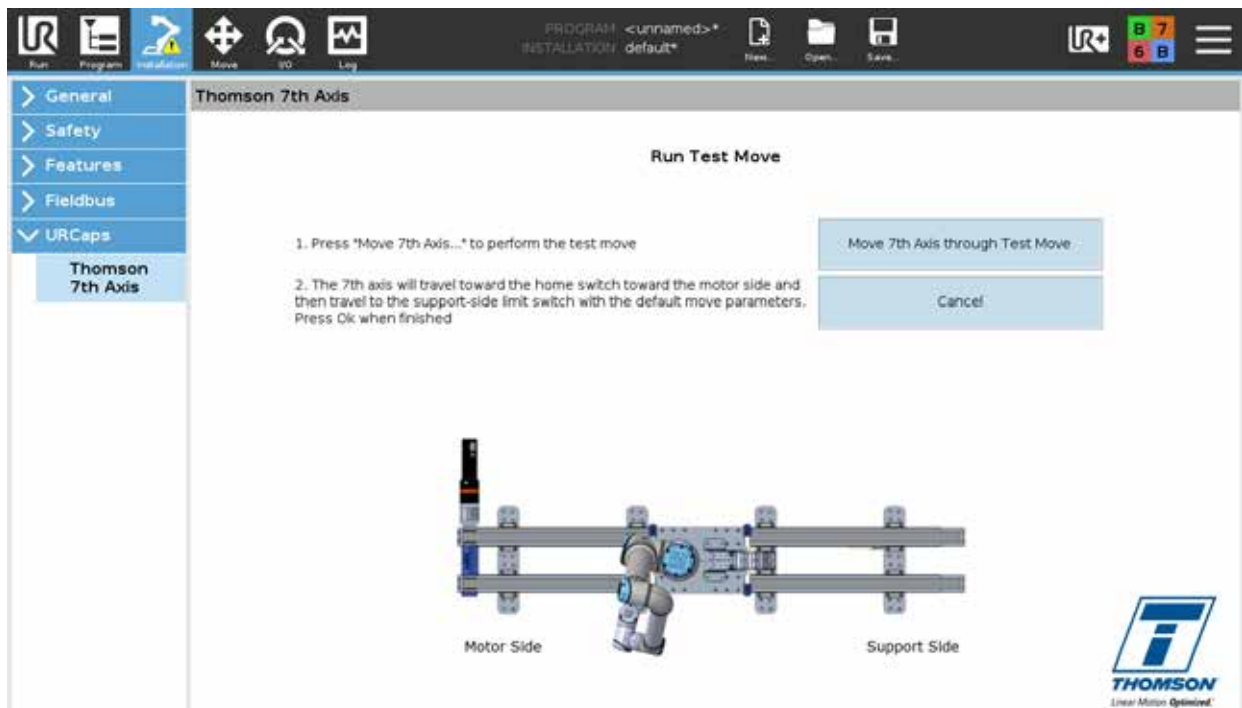 PROGRAM <unnamed>*
INSTALLATION default*
Run
Program
Installation
Move
I/O
Log
New...
Open...
Save...
UR+
B 7
6 B
General
Safety
Features
Fieldbus
URCaps
Thomson
7th Axis
Thomson 7th Axis
Run Test Move
1. Press "Move 7th Axis..." to perform the test move
Move 7th Axis through Test Move
2. The 7th axis will travel toward the home switch toward the motor side and
then travel to the support-side limit switch with the default move parameters.
Press Ok when finished
Cancel
Motor Side
Support Side
THOMSON
Linear Motion Optimized.